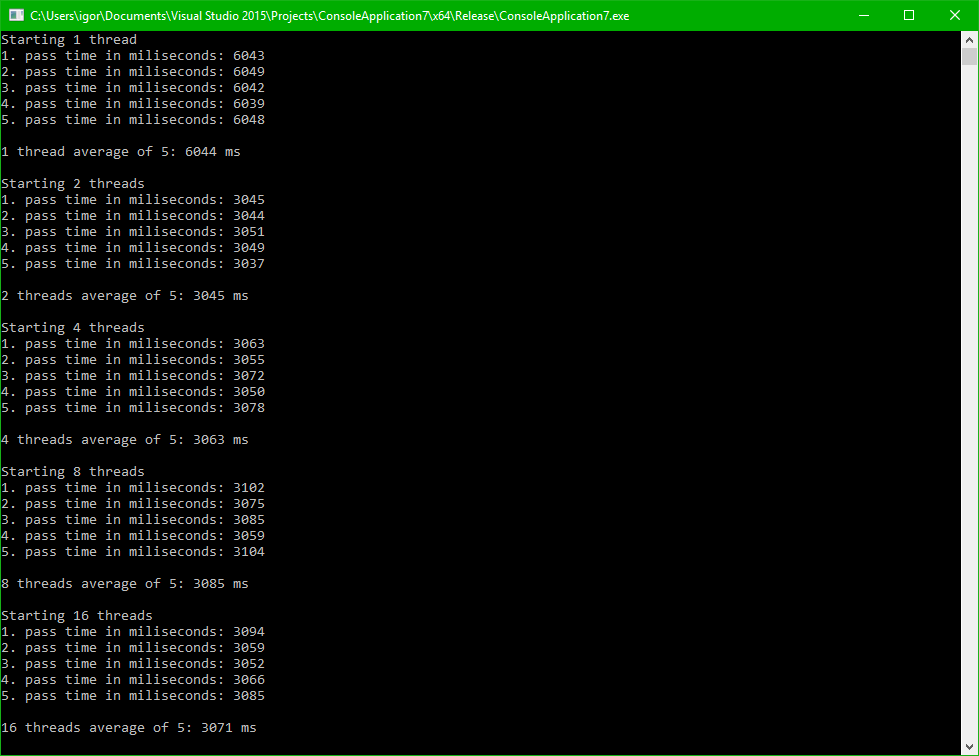 C:\Users\igor\Documents\Visual Studio 2015\Projects\ConsoleApplication7\x64\Release\ConsoleApplication7.exe
Starting 1 thread
1. pass time in miliseconds: 6043
2. pass time in miliseconds: 6049
3. pass time in miliseconds: 6042
4. pass time in miliseconds: 6039
5. pass time in miliseconds: 6048
1 thread average of 5: 6044 ms
Starting 2 threads
1. pass time in miliseconds: 3045
2. pass time in miliseconds: 3044
3. pass time in miliseconds: 3051
4. pass time in miliseconds: 3049
5. pass time in miliseconds: 3037
2 threads average of 5: 3045 ms
Starting 4 threads
1. pass time in miliseconds: 3063
2. pass time in miliseconds: 3055
3. pass time in miliseconds: 3072
4. pass time in miliseconds: 3050
5. pass time in miliseconds: 3078
4 threads average of 5: 3063 ms
Starting 8 threads
1. pass time in miliseconds: 3102
2. pass time in miliseconds: 3075
3. pass time in miliseconds: 3085
4. pass time in miliseconds: 3059
5. pass time in miliseconds: 3104
8 threads average of 5: 3085 ms
Starting 16 threads
1. pass time in miliseconds: 3094
2. pass time in miliseconds: 3059
3. pass time in miliseconds: 3052
4. pass time in miliseconds: 3066
5. pass time in miliseconds: 3085
16 threads average of 5: 3071 ms